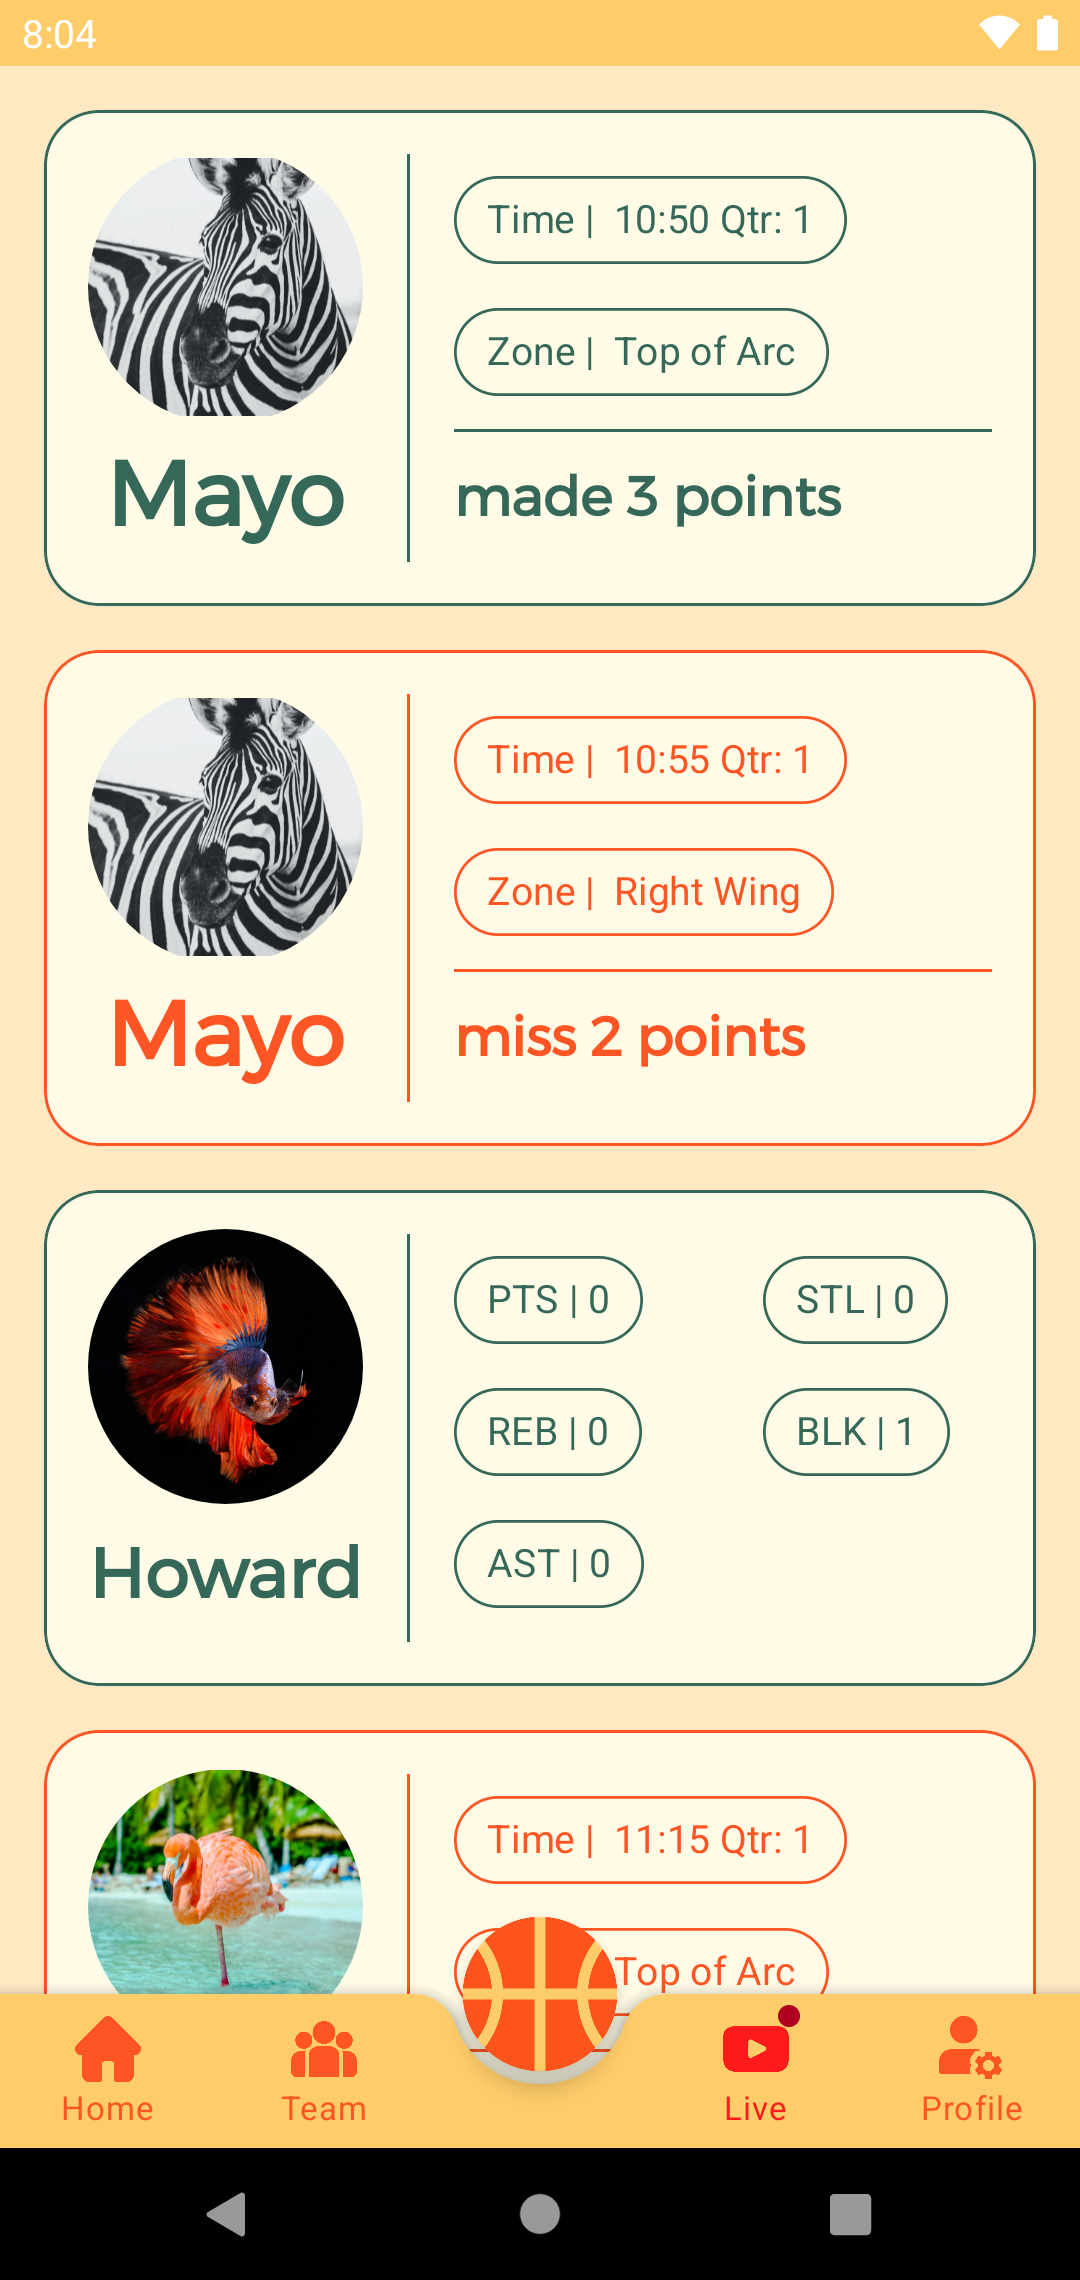 8:04
Time | 10:50 Qtr: 1
Zone | Top of Arc
Mayo
made 3 points
Time | 10:55 Qtr: 1
Zone | Right Wing
Mayo
miss 2 points
PTS | 0
STL | 0
REB | 0
BLK | 1
AST | 0
Howard
Time | 11:15 Qtr: 1
Top of Arc
Home
Team
Live
Profile